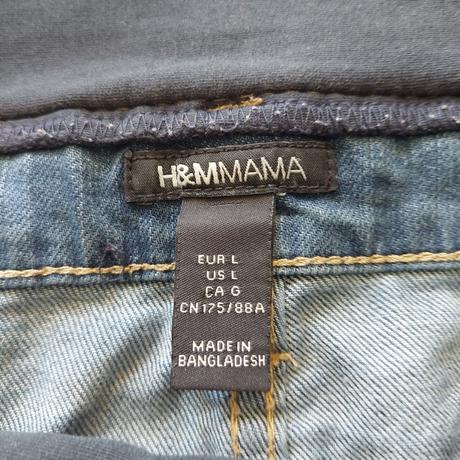 H&MMAMA
EUR L
US L
CA G
CN 175/88A
MADE IN
BANGLADESH